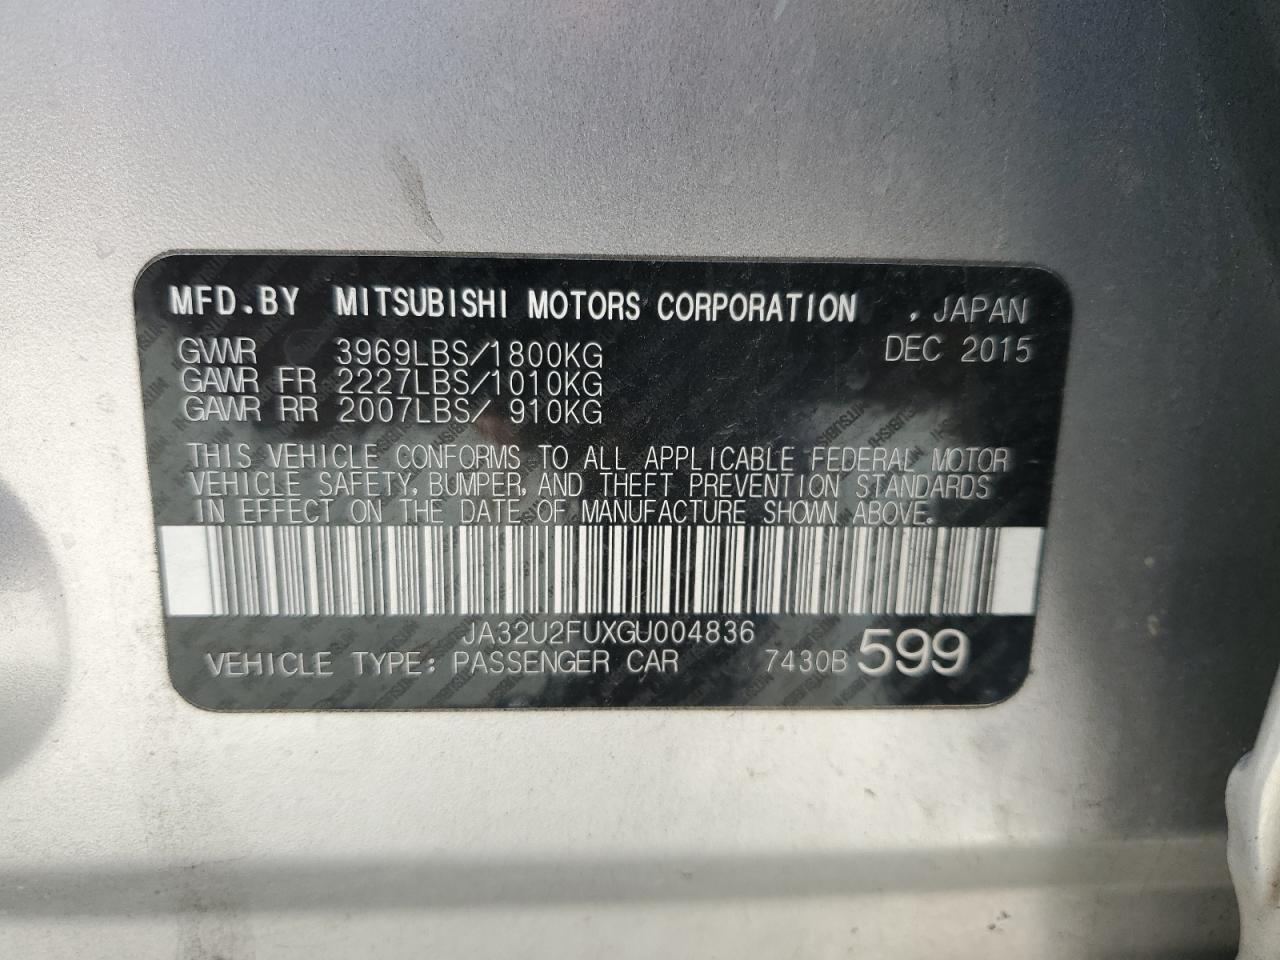 MFD.BY MITSUBISHI MOTORS CORPORATION , JAPAN
GVWR 3969LBS/1800KG DEC 2015
GAWR FR 2227LBS/1010KG
GAWR RR 2007LBS/ 910KG
THIS VEHICLE CONFORMS TO ALL APPLICABLE FEDERAL MOTOR
VEHICLE SAFETY, BUMPER, AND THEFT PREVENTION STANDARDS
IN EFFECT ON THE DATE OF MANUFACTURE SHOWN ABOVE.
JA32U2FUXGU004836
VEHICLE TYPE: PASSENGER CAR 7430B 599